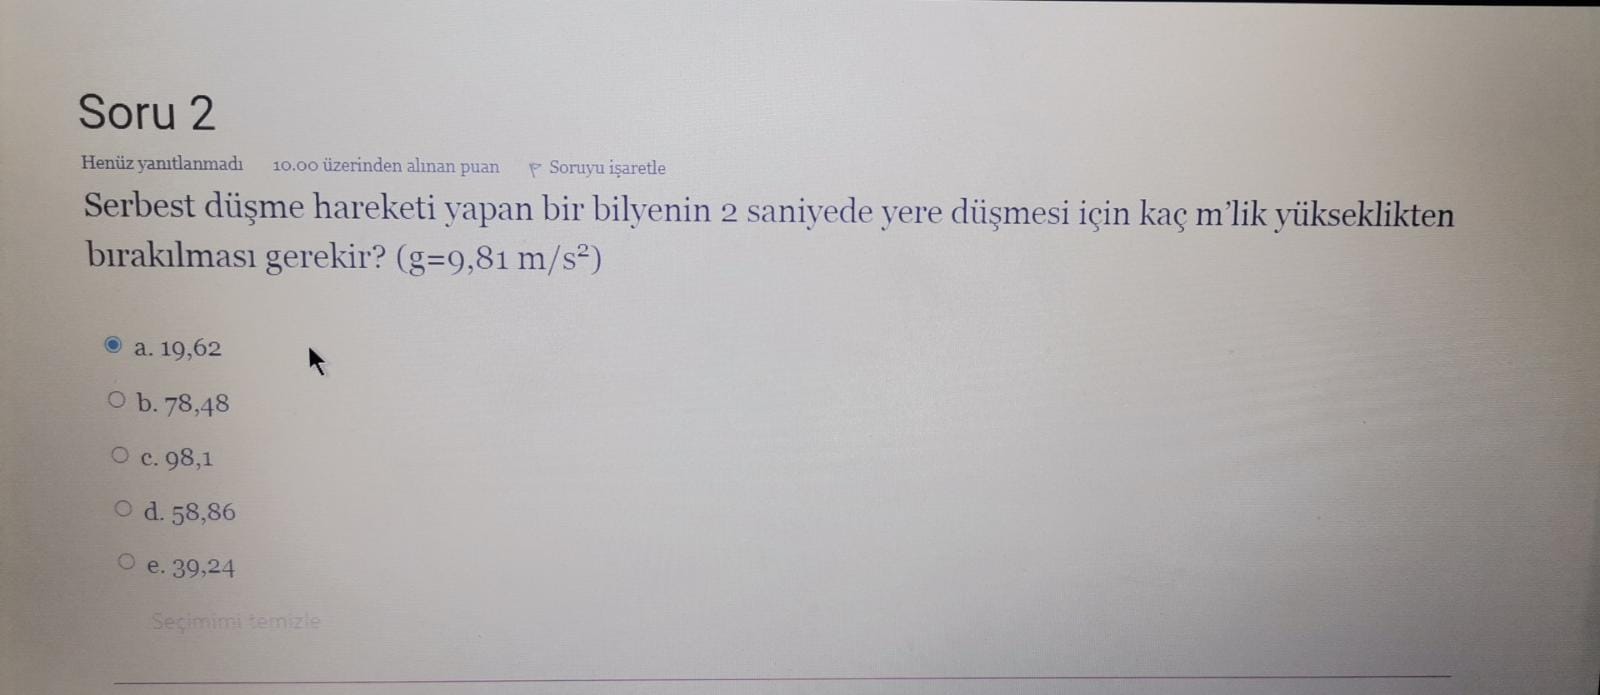 Soru 2
Henüz yanıtlanmadı 10.00 üzerinden alınan puan Soruyu işaretle
Serbest düşme hareketi yapan bir bilyenin 2 saniyede yere düşmesi için kaç m'lik yükseklikten
bırakılması gerekir? (g=9,81 m/s²)
a. 19,62
b. 78,48
c. 98,1
d. 58,86
e. 39,24
Seçimimi temizle